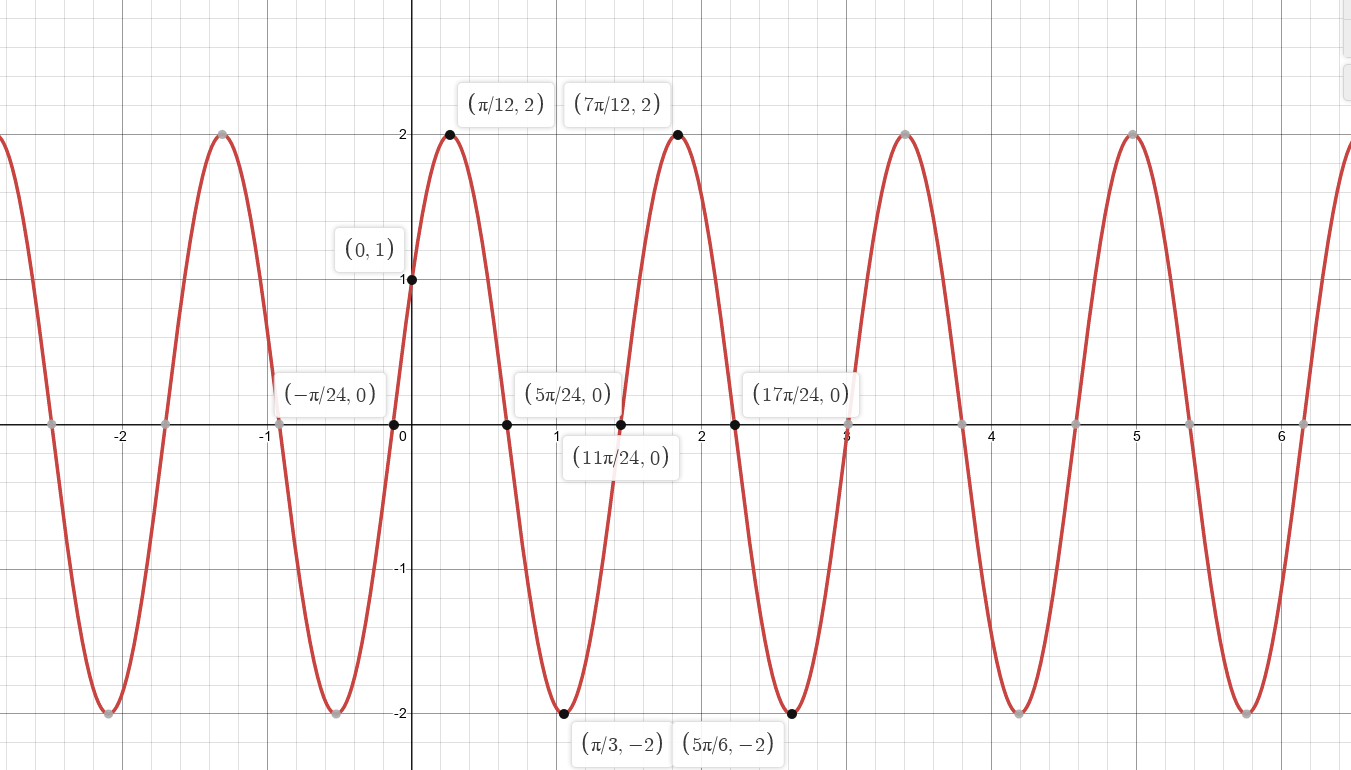 (π/12, 2) (7π/12, 2)
2
(0, 1)
1
(−π/24, 0) (5π/24, 0) (17π/24, 0)
-2 -1 0 1 2 3 4 5 6
(11π/24, 0)
-1
-2
(π/3, −2) (5π/6, −2)